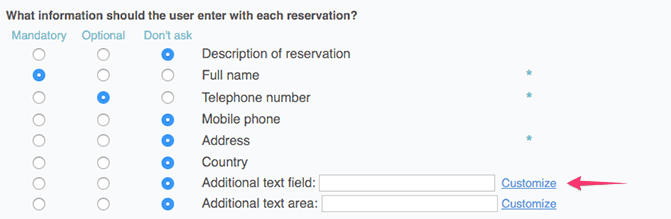 What information should the user enter with each reservation?
Mandatory Optional Don't ask
Description of reservation
Full name *
Telephone number *
Mobile phone
Address *
Country
Additional text field: Customize
Additional text area: Customize